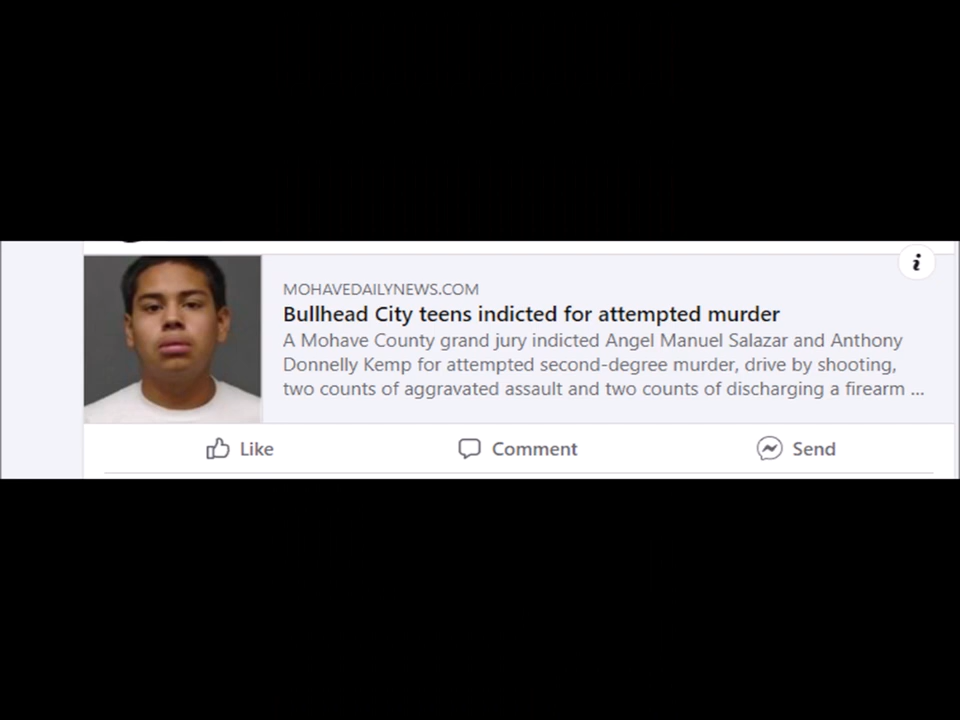 MOHAVEDAILYNEWS.COM
Bullhead City teens indicted for attempted murder
A Mohave County grand jury indicted Angel Manuel Salazar and Anthony
Donnelly Kemp for attempted second-degree murder, drive by shooting,
two counts of aggravated assault and two counts of discharging a firearm ...
Like Comment Send